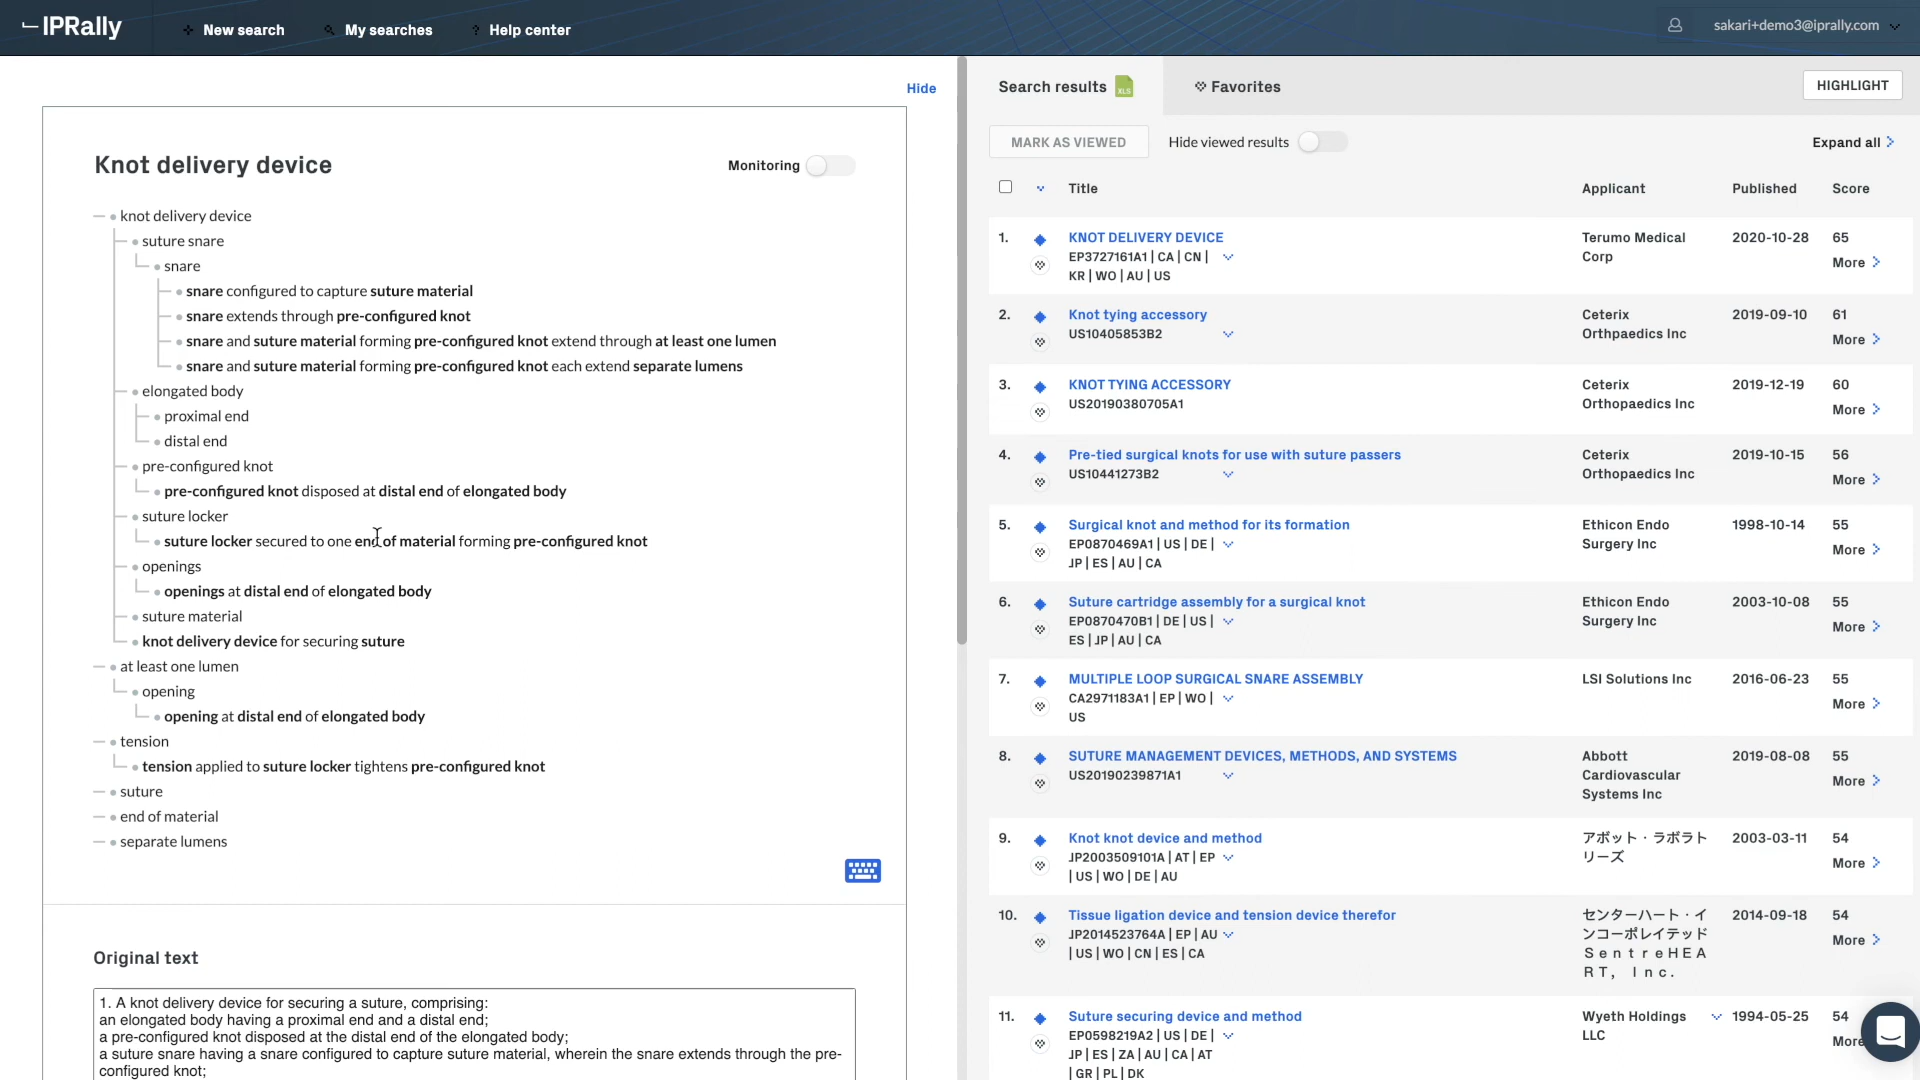 IPRally
New search
My searches
Help center
sakari+demo3@iprally.com
Hide
Knot delivery device
Monitoring
knot delivery device
suture snare
snare
snare configured to capture suture material
snare extends through pre-configured knot
snare and suture material forming pre-configured knot extend through at least one lumen
snare and suture material forming pre-configured knot each extend separate lumens
elongated body
proximal end
distal end
pre-configured knot
pre-configured knot disposed at distal end of elongated body
suture locker
suture locker secured to one end of material forming pre-configured knot
openings
openings at distal end of elongated body
suture material
knot delivery device for securing suture
at least one lumen
opening
opening at distal end of elongated body
tension
tension applied to suture locker tightens pre-configured knot
suture
end of material
separate lumens
Original text
1. A knot delivery device for securing a suture, comprising:
an elongated body having a proximal end and a distal end;
a pre-configured knot disposed at the distal end of the elongated body;
a suture snare having a snare configured to capture suture material, wherein the snare extends through the pre-
configured knot;
Search results XLS
Favorites
HIGHLIGHT
MARK AS VIEWED
Hide viewed results
Expand all
Title Applicant Published Score
1. KNOT DELIVERY DEVICE Terumo Medical 2020-10-28 65
EP3727161A1 | CA | CN | Corp More
KR | WO | AU | US
2. Knot tying accessory Ceterix 2019-09-10 61
US10405853B2 Orthpaedics Inc More
3. KNOT TYING ACCESSORY Ceterix 2019-12-19 60
US20190380705A1 Orthopaedics Inc More
4. Pre-tied surgical knots for use with suture passers Ceterix 2019-10-15 56
US10441273B2 Orthopaedics Inc More
5. Surgical knot and method for its formation Ethicon Endo 1998-10-14 55
EP0870469A1 | US | DE | Surgery Inc More
JP | ES | AU | CA
6. Suture cartridge assembly for a surgical knot Ethicon Endo 2003-10-08 55
EP0870470B1 | DE | US | Surgery Inc More
ES | JP | AU | CA
7. MULTIPLE LOOP SURGICAL SNARE ASSEMBLY LSI Solutions Inc 2016-06-23 55
CA2971183A1 | EP | WO | More
US
8. SUTURE MANAGEMENT DEVICES, METHODS, AND SYSTEMS Abbott 2019-08-08 55
US20190239871A1 Cardiovascular More
Systems Inc
9. Knot knot device and method アボット・ラボラト 2003-03-11 54
JP2003509101A | AT | EP リーズ More
| US | WO | DE | AU
10. Tissue ligation device and tension device therefor センターハート・イ 2014-09-18 54
JP2014523764A | EP | AU ンコーポレイテッド More
| US | WO | CN | ES | CA ＳｅｎｔｒｅＨＥＡ
ＲＴ， Ｉｎｃ．
11. Suture securing device and method Wyeth Holdings 1994-05-25 54
EP0598219A2 | US | DE | LLC More
JP | ES | ZA | AU | CA | AT
| GR | PL | DK